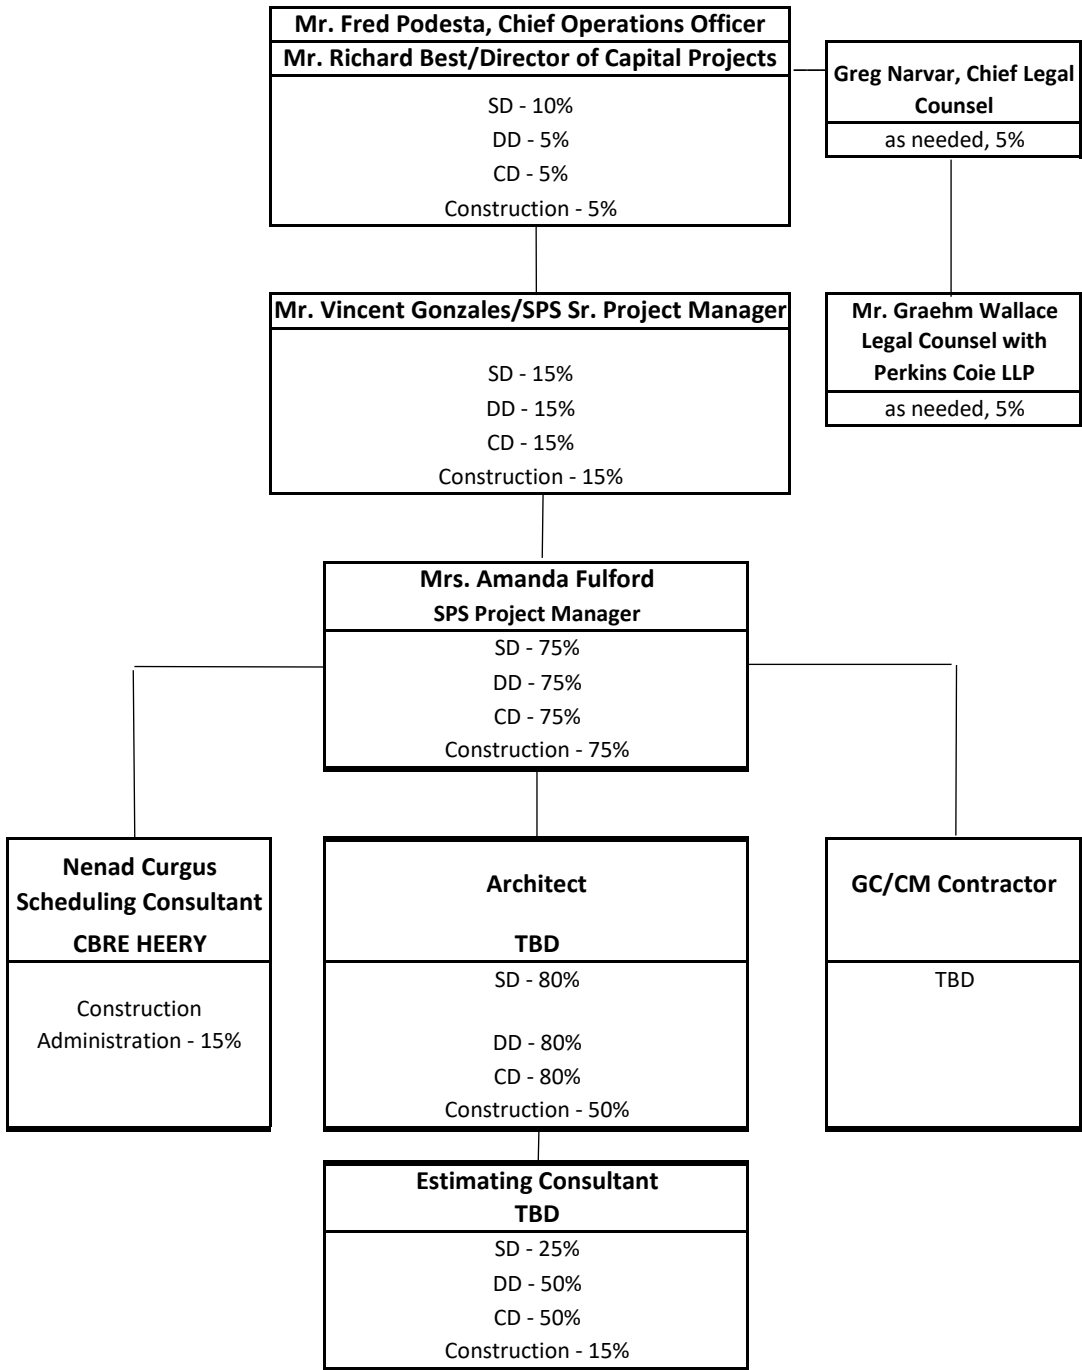 Mr. Fred Podesta, Chief Operations Officer
Mr. Richard Best/Director of Capital Projects
SD - 10%
DD - 5%
CD - 5%
Construction - 5%
Greg Narvar, Chief Legal
Counsel
as needed, 5%
Mr. Vincent Gonzales/SPS Sr. Project Manager
SD - 15%
DD - 15%
CD - 15%
Construction - 15%
Mr. Graehm Wallace
Legal Counsel with
Perkins Coie LLP
as needed, 5%
Mrs. Amanda Fulford
SPS Project Manager
SD - 75%
DD - 75%
CD - 75%
Construction - 75%
Nenad Curgus
Scheduling Consultant
CBRE HEERY
Construction
Administration - 15%
Architect
TBD
SD - 80%
DD - 80%
CD - 80%
Construction - 50%
GC/CM Contractor
TBD
Estimating Consultant
TBD
SD - 25%
DD - 50%
CD - 50%
Construction - 15%